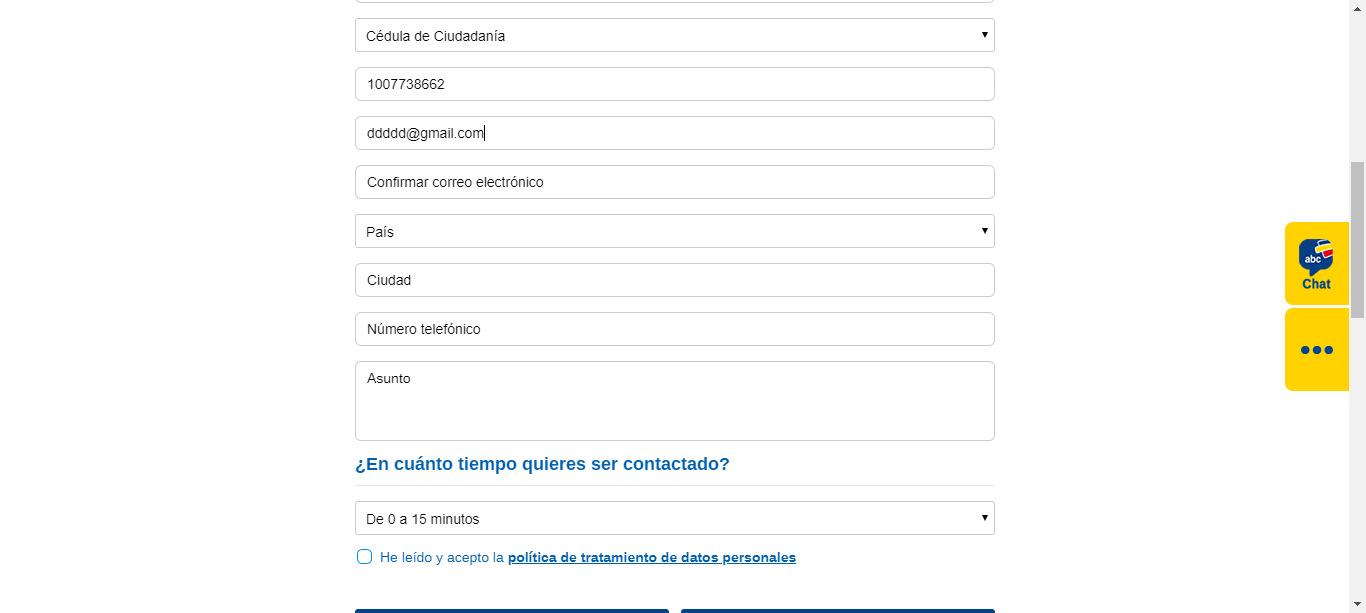 Cédula de Ciudadanía
1007738662
ddddd@gmail.com
Confirmar correo electrónico
País
Ciudad
Número telefónico
Asunto
¿En cuánto tiempo quieres ser contactado?
De 0 a 15 minutos
He leído y acepto la política de tratamiento de datos personales
abc
Chat